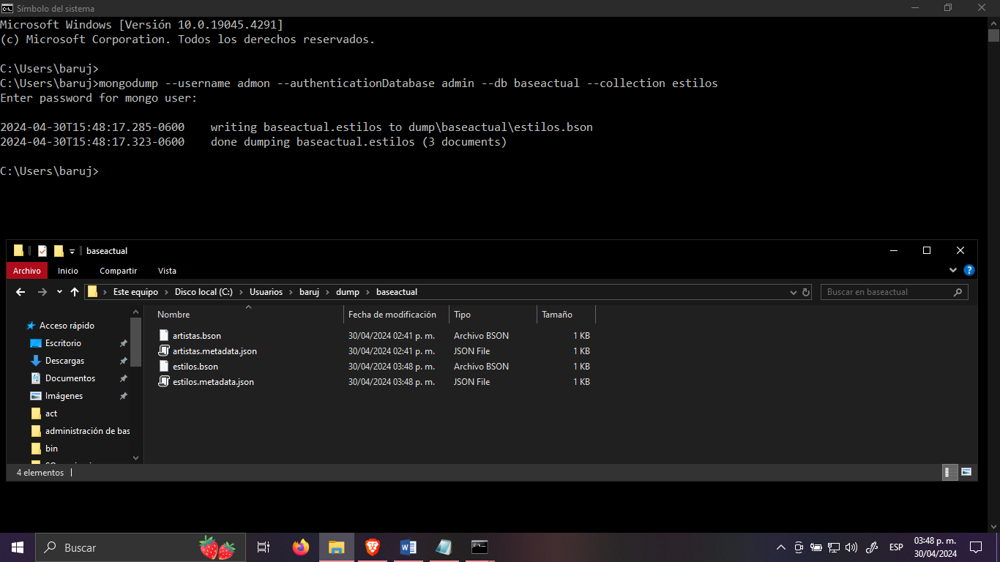 Símbolo del sistema
Microsoft Windows [Versión 10.0.19045.4291]
(c) Microsoft Corporation. Todos los derechos reservados.
C:\Users\baruj>
C:\Users\baruj>mongodump --username admon --authenticationDatabase admin --db baseactual --collection estilos
Enter password for mongo user:
2024-04-30T15:48:17.285-0600    writing baseactual.estilos to dump\baseactual\estilos.bson
2024-04-30T15:48:17.323-0600    done dumping baseactual.estilos (3 documents)
C:\Users\baruj>
baseactual
Archivo Inicio Compartir Vista
Este equipo > Disco local (C:) > Usuarios > baruj > dump > baseactual
Buscar en baseactual
Nombre Fecha de modificación Tipo Tamaño
Acceso rápido
Escritorio
Descargas
Documentos
Imágenes
act
administración de bas
bin
artistas.bson 30/04/2024 02:41 p. m. Archivo BSON 1 KB
artistas.metadata.json 30/04/2024 02:41 p. m. JSON File 1 KB
estilos.bson 30/04/2024 03:48 p. m. Archivo BSON 1 KB
estilos.metadata.json 30/04/2024 03:48 p. m. JSON File 1 KB
4 elementos
Buscar
ESP
03:48 p. m.
30/04/2024